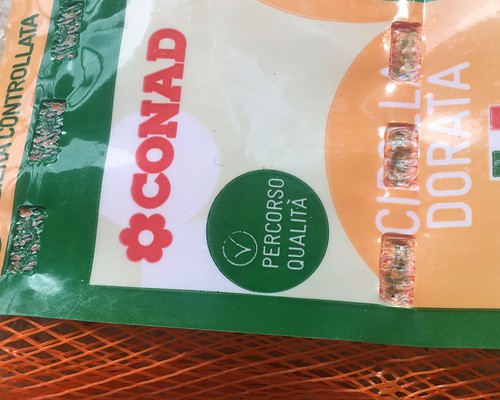 CONTROLLATA
CONAD
PERCORSO
QUALITÀ
CIPOLLA
DORATA